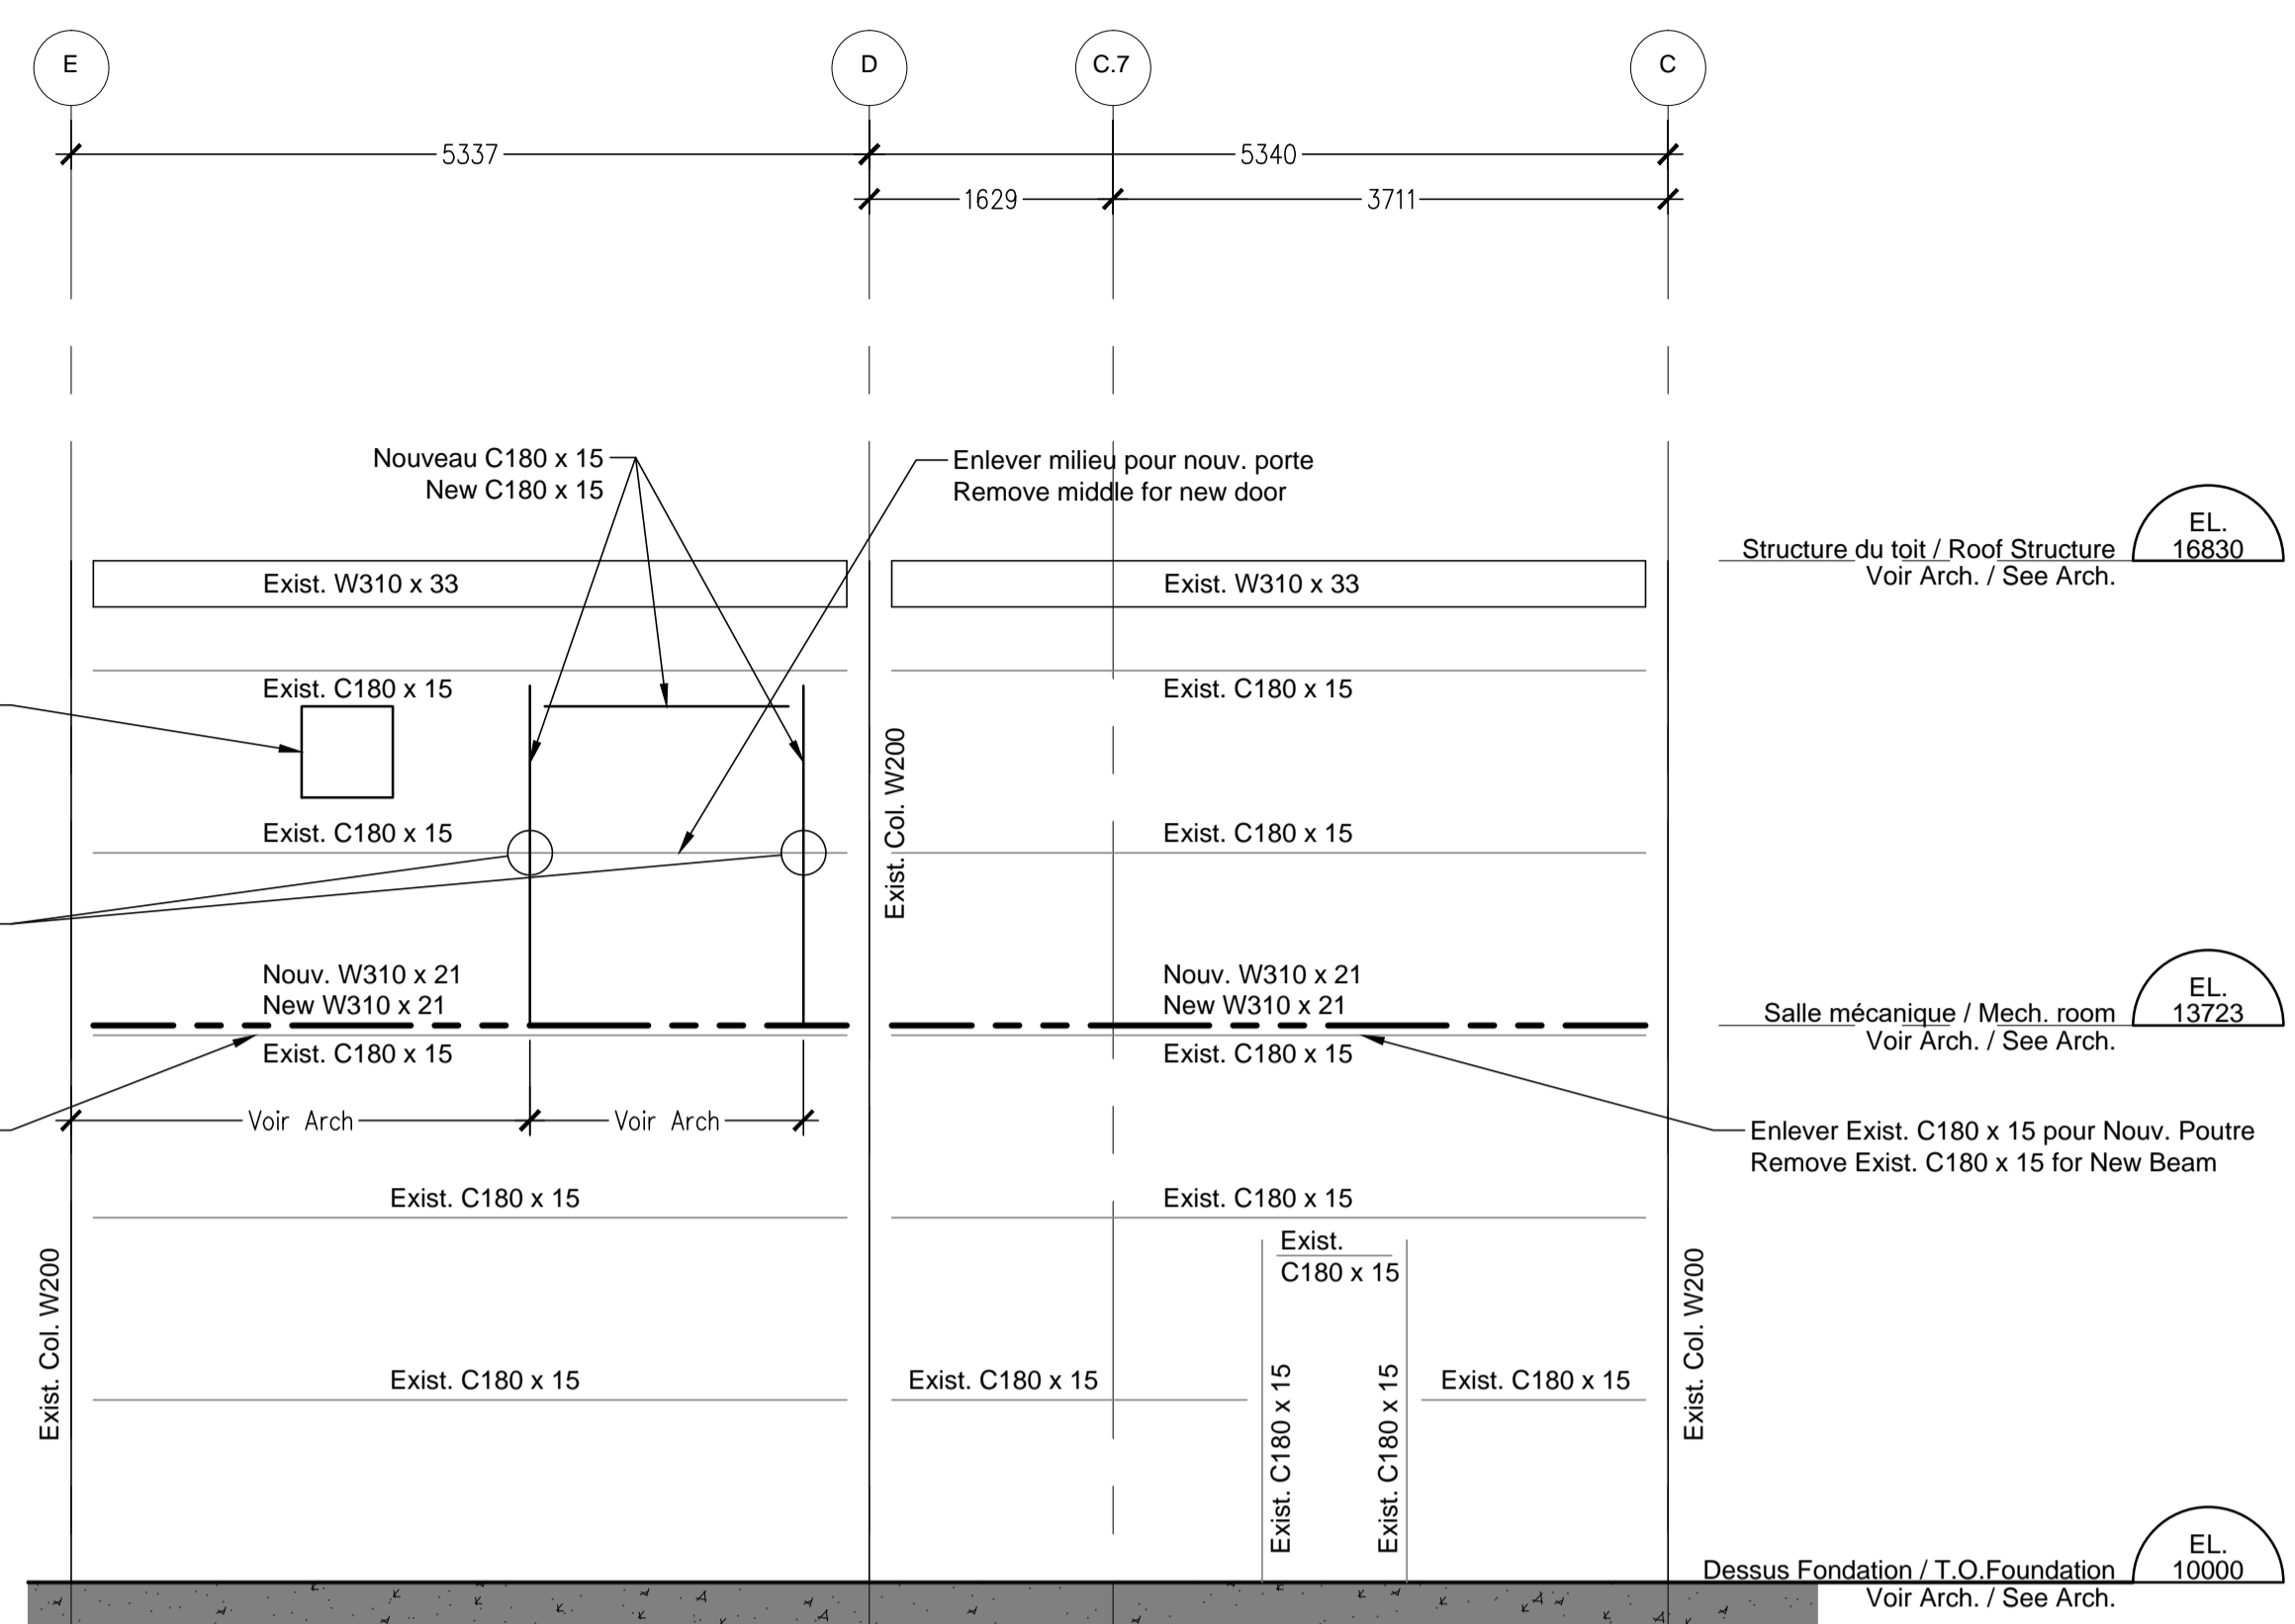 E
D
C.7
C
5337
5340
1629
3711
Nouveau C180 x 15
New C180 x 15
Enlever milieu pour nouv. porte
Remove middle for new door
EL.
16830
Structure du toit / Roof Structure
Voir Arch. / See Arch.
Exist. W310 x 33
Exist. W310 x 33
Exist. C180 x 15
Exist. C180 x 15
Exist. Col. W200
Exist. C180 x 15
Exist. C180 x 15
Nouv. W310 x 21
New W310 x 21
Nouv. W310 x 21
New W310 x 21
EL.
13723
Salle mécanique / Mech. room
Voir Arch. / See Arch.
Exist. C180 x 15
Exist. C180 x 15
Voir Arch
Voir Arch
Enlever Exist. C180 x 15 pour Nouv. Poutre
Remove Exist. C180 x 15 for New Beam
Exist. C180 x 15
Exist. C180 x 15
Exist.
C180 x 15
Exist. Col. W200
Exist. Col. W200
Exist. C180 x 15
Exist. C180 x 15
Exist. C180 x 15
Exist. C180 x 15
Exist. C180 x 15
EL.
10000
Dessus Fondation / T.O.Foundation
Voir Arch. / See Arch.